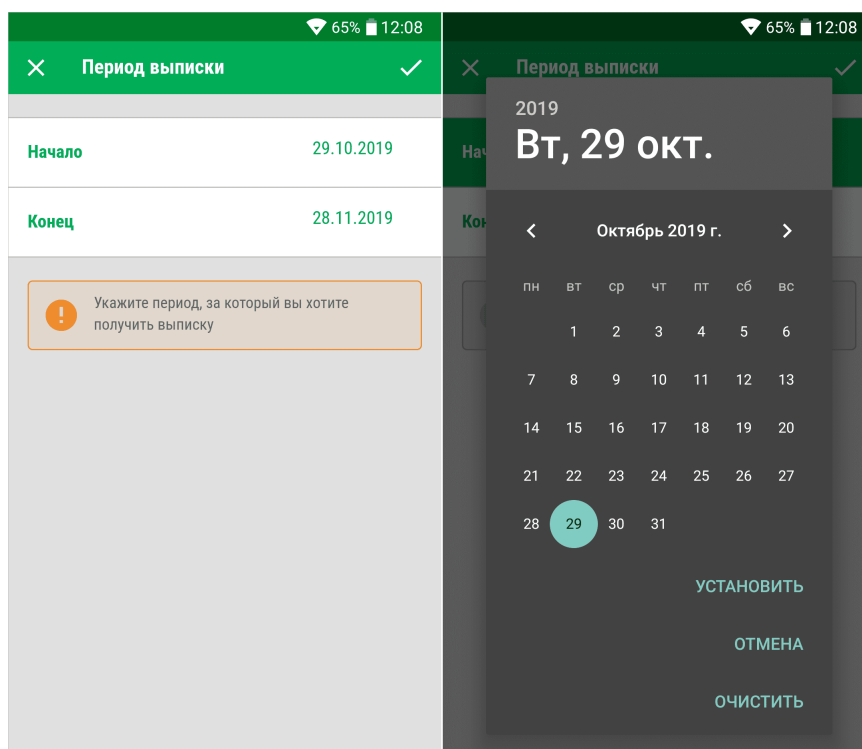 65% 12:08
Период выписки
Начало 29.10.2019
Конец 28.11.2019
Укажите период, за который вы хотите
получить выписку
65% 12:08
Период выписки
Нач
Кон
2019
Вт, 29 окт.
Октябрь 2019 г.
пн вт ср чт пт сб вс
1 2 3 4 5 6
7 8 9 10 11 12 13
14 15 16 17 18 19 20
21 22 23 24 25 26 27
28 29 30 31
УСТАНОВИТЬ
ОТМЕНА
ОЧИСТИТЬ